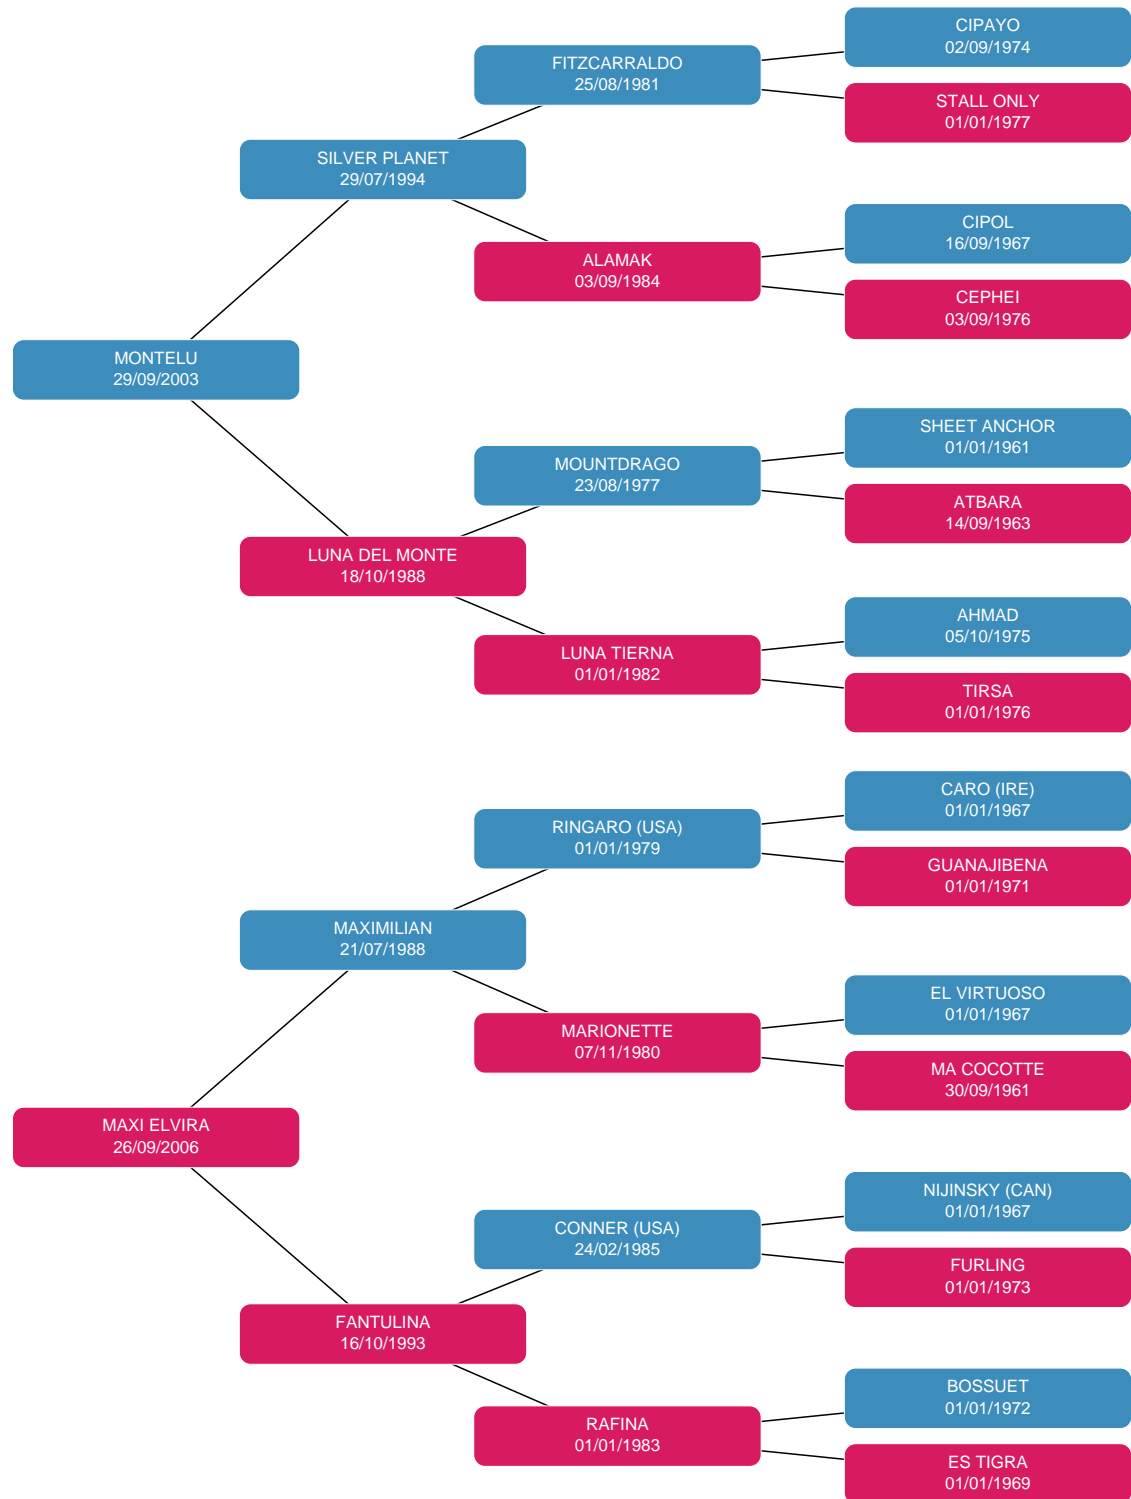 CIPAYO
02/09/1974
FITZCARRALDO
25/08/1981
STALL ONLY
01/01/1977
SILVER PLANET
29/07/1994
CIPOL
16/09/1967
ALAMAK
03/09/1984
CEPHEI
03/09/1976
MONTELU
29/09/2003
SHEET ANCHOR
01/01/1961
MOUNTDRAGO
23/08/1977
ATBARA
14/09/1963
LUNA DEL MONTE
18/10/1988
AHMAD
05/10/1975
LUNA TIERNA
01/01/1982
TIRSA
01/01/1976
CARO (IRE)
01/01/1967
RINGARO (USA)
01/01/1979
GUANAJIBENA
01/01/1971
MAXIMILIAN
21/07/1988
EL VIRTUOSO
01/01/1967
MARIONETTE
07/11/1980
MA COCOTTE
30/09/1961
MAXI ELVIRA
26/09/2006
NIJINSKY (CAN)
01/01/1967
CONNER (USA)
24/02/1985
FURLING
01/01/1973
FANTULINA
16/10/1993
BOSSUET
01/01/1972
RAFINA
01/01/1983
ES TIGRA
01/01/1969